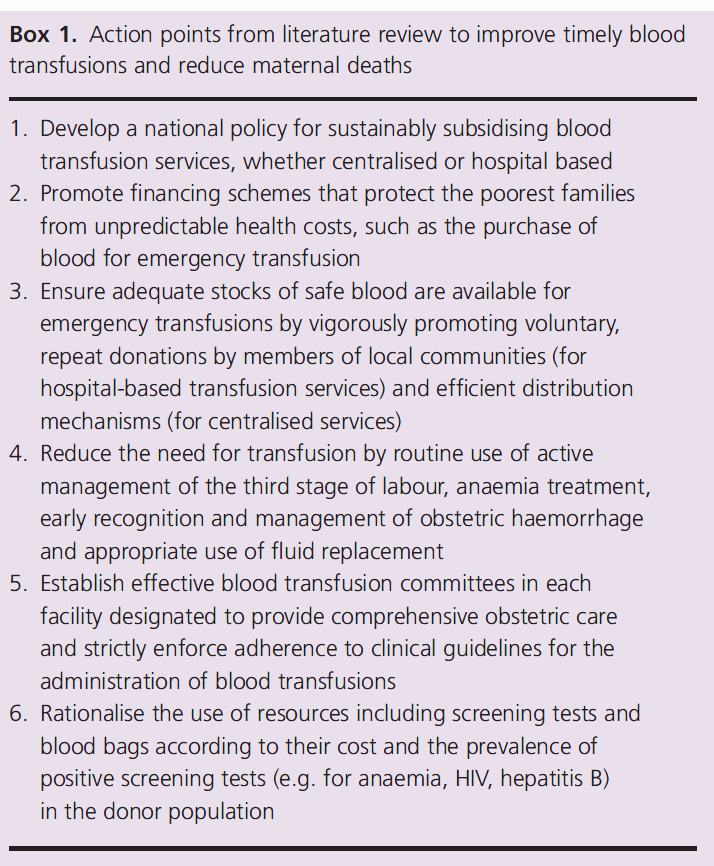 Box 1. Action points from literature review to improve timely blood
transfusions and reduce maternal deaths
1. Develop a national policy for sustainably subsidising blood
transfusion services, whether centralised or hospital based
2. Promote financing schemes that protect the poorest families
from unpredictable health costs, such as the purchase of
blood for emergency transfusion
3. Ensure adequate stocks of safe blood are available for
emergency transfusions by vigorously promoting voluntary,
repeat donations by members of local communities (for
hospital-based transfusion services) and efficient distribution
mechanisms (for centralised services)
4. Reduce the need for transfusion by routine use of active
management of the third stage of labour, anaemia treatment,
early recognition and management of obstetric haemorrhage
and appropriate use of fluid replacement
5. Establish effective blood transfusion committees in each
facility designated to provide comprehensive obstetric care
and strictly enforce adherence to clinical guidelines for the
administration of blood transfusions
6. Rationalise the use of resources including screening tests and
blood bags according to their cost and the prevalence of
positive screening tests (e.g. for anaemia, HIV, hepatitis B)
in the donor population